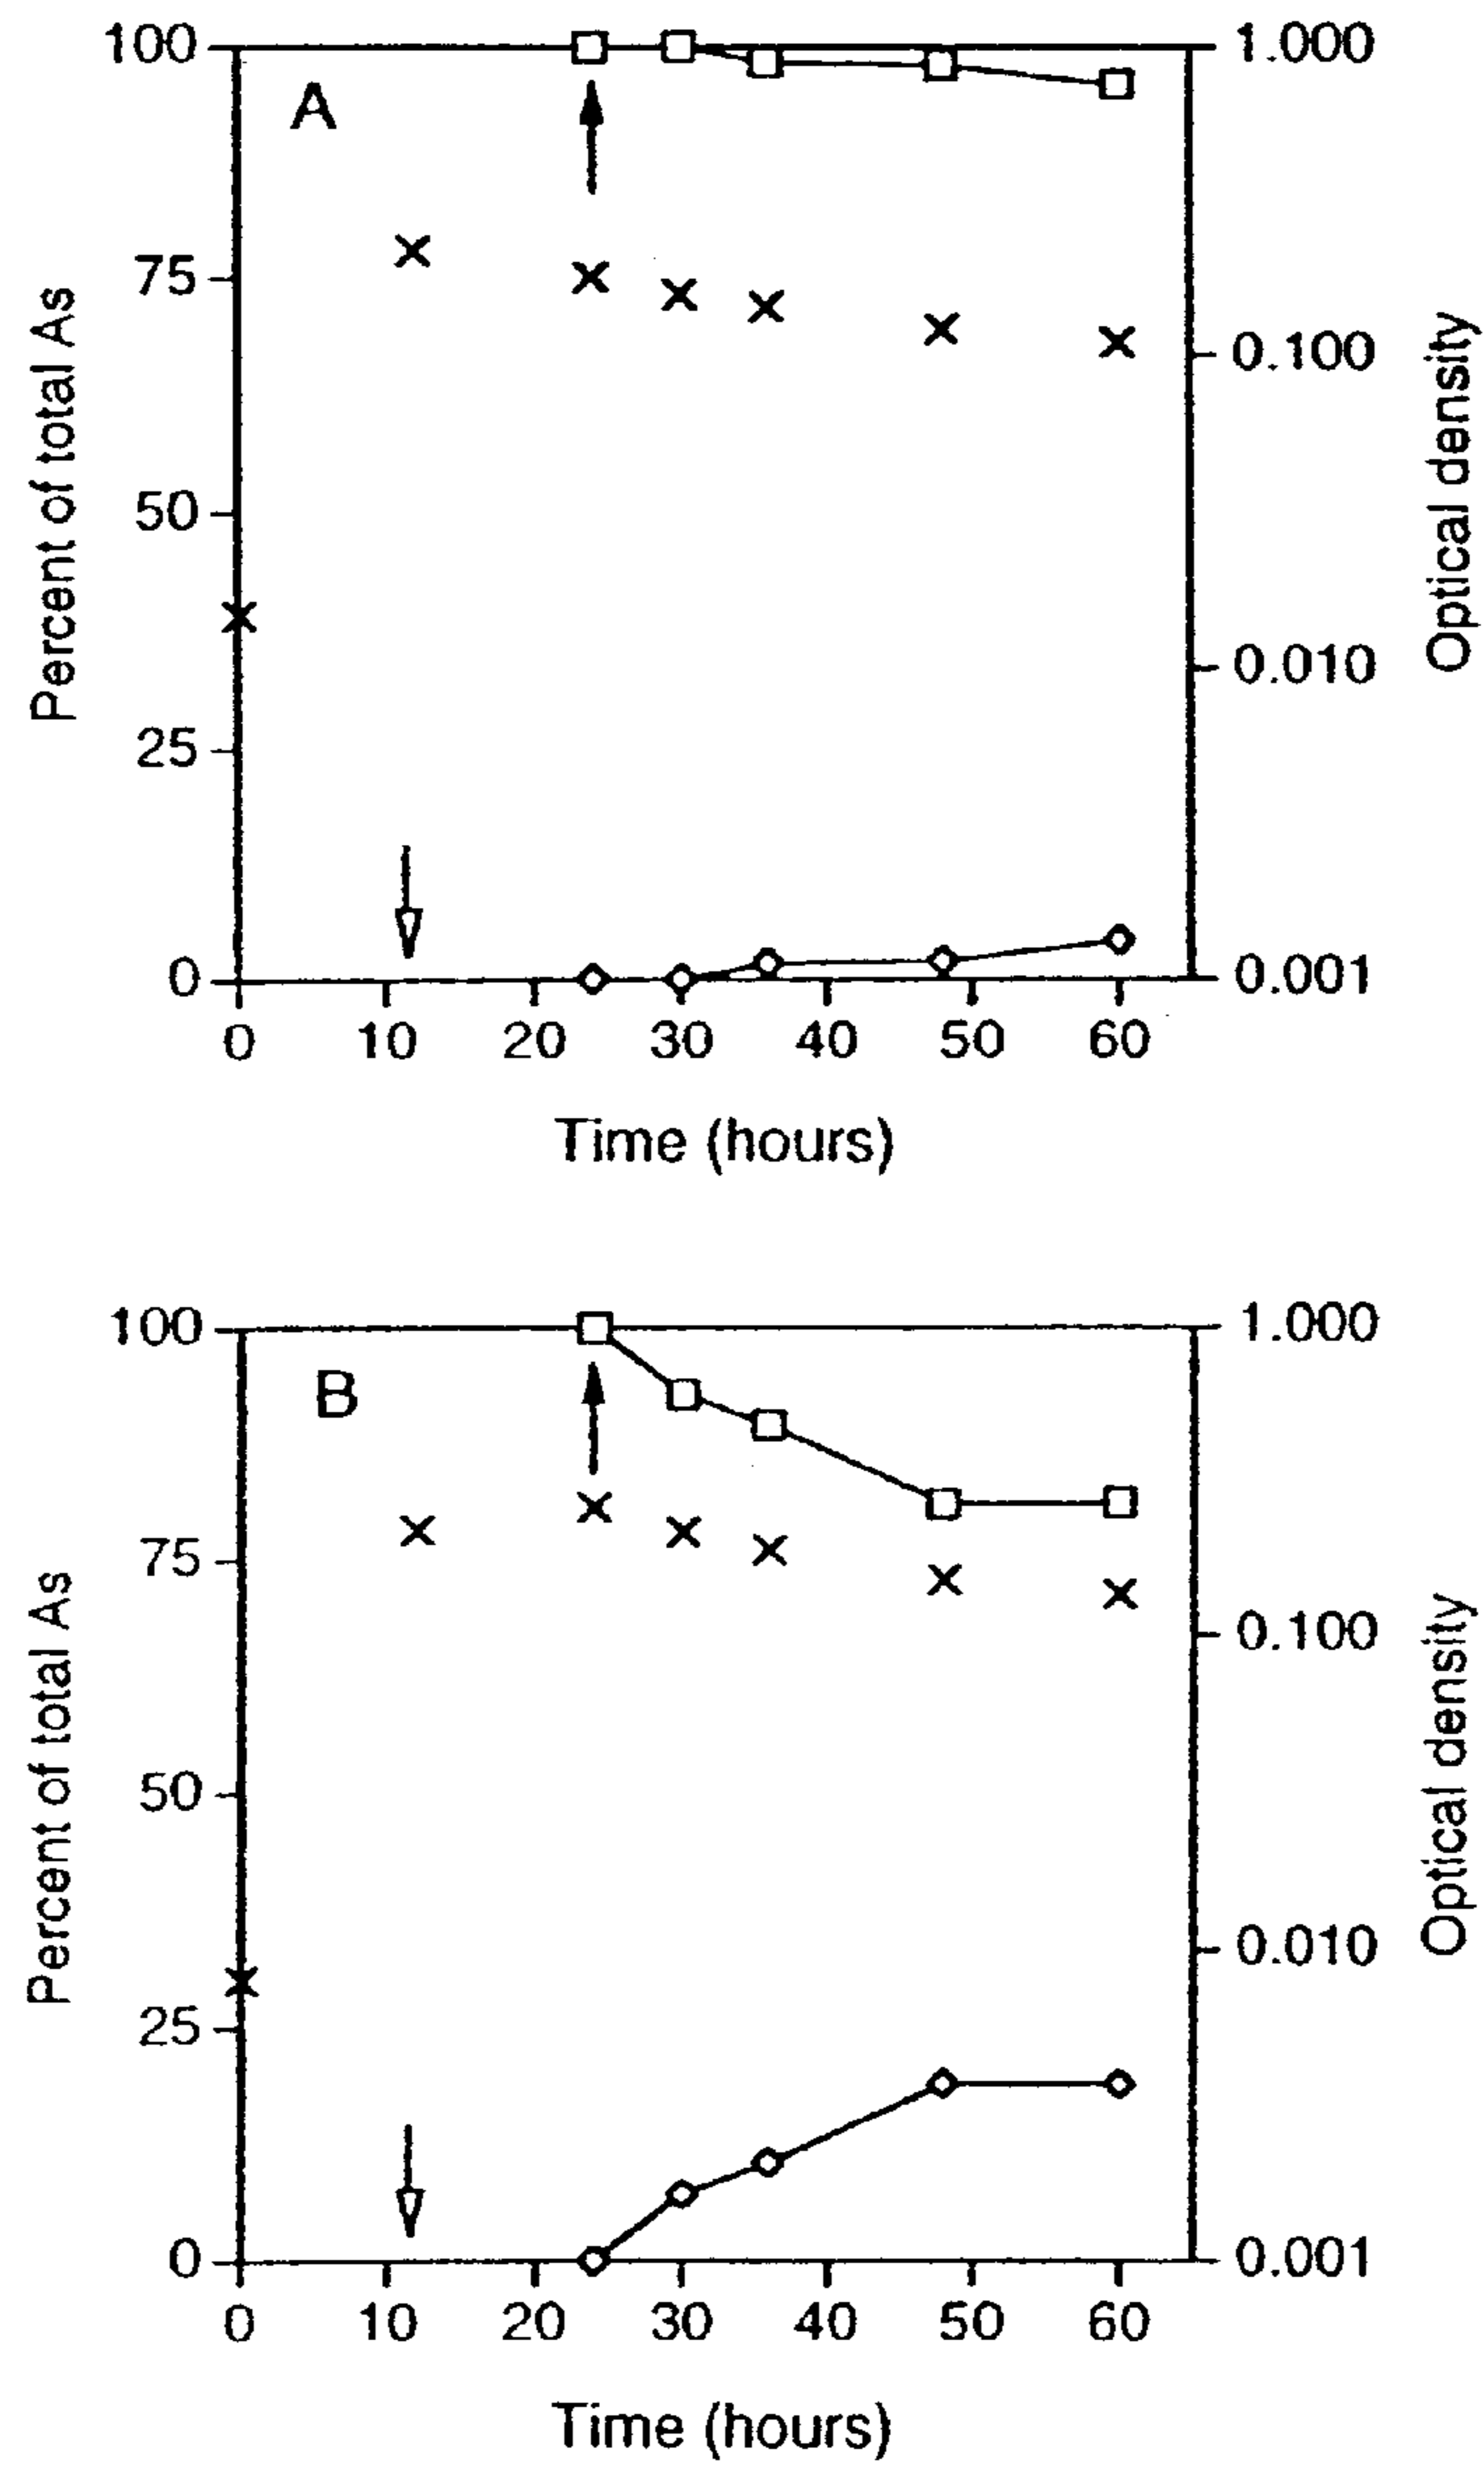 100
1.000
A
75
Percent of total As
0.100
Optical density
50
0.010
25
0
0.001
0 10 20 30 40 50 60
Time (hours)
100
1.000
B
75
Percent of total As
0.100
Optical density
50
0.010
25
0
0.001
0 10 20 30 40 50 60
Time (hours)